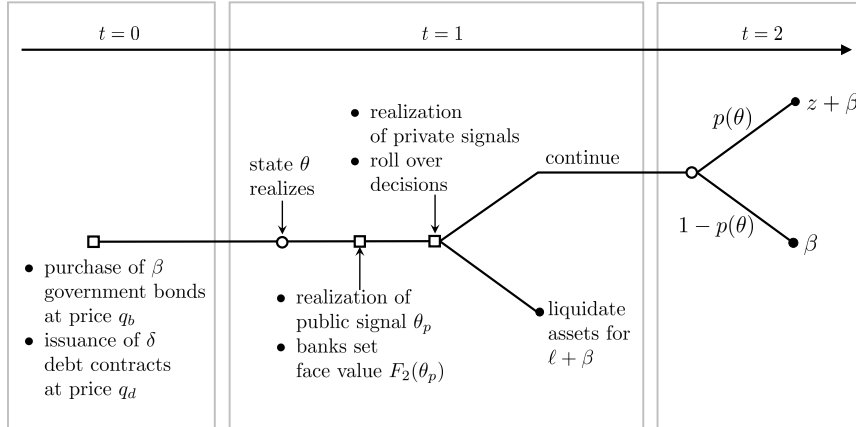 t = 0
t = 1
t = 2
• realization
of private signals
• roll over
decisions
state θ
realizes
continue
p(θ)
z + β
1 − p(θ)
β
• purchase of β
government bonds
at price q_b
• issuance of δ
debt contracts
at price q_d
• realization of
public signal θ_p
• banks set
face value F_2(θ_p)
liquidate
assets for
ℓ + β